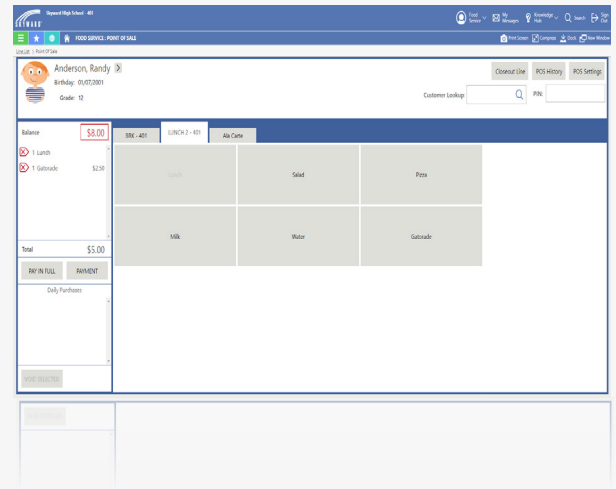 Skyward High School - 401
SKYWARD
Food Service
My Messages
Knowledge Hub
Search
Sign Out
FOOD SERVICE: POINT OF SALE
Print Screen
Compress
Dock
New Window
Line List > Point Of Sale
Anderson, Randy
Birthday: 01/07/2001
Grade: 12
Closeout Line
POS History
POS Settings
Customer Lookup:
PIN:
Balance $8.00
BRK - 401
LUNCH 2 - 401
Ala Carte
1 Lunch
1 Gatorade $2.50
Lunch
Salad
Pizza
Milk
Water
Gatorade
Total $5.00
PAY IN FULL
PAYMENT
Daily Purchases
VOID SELECTED